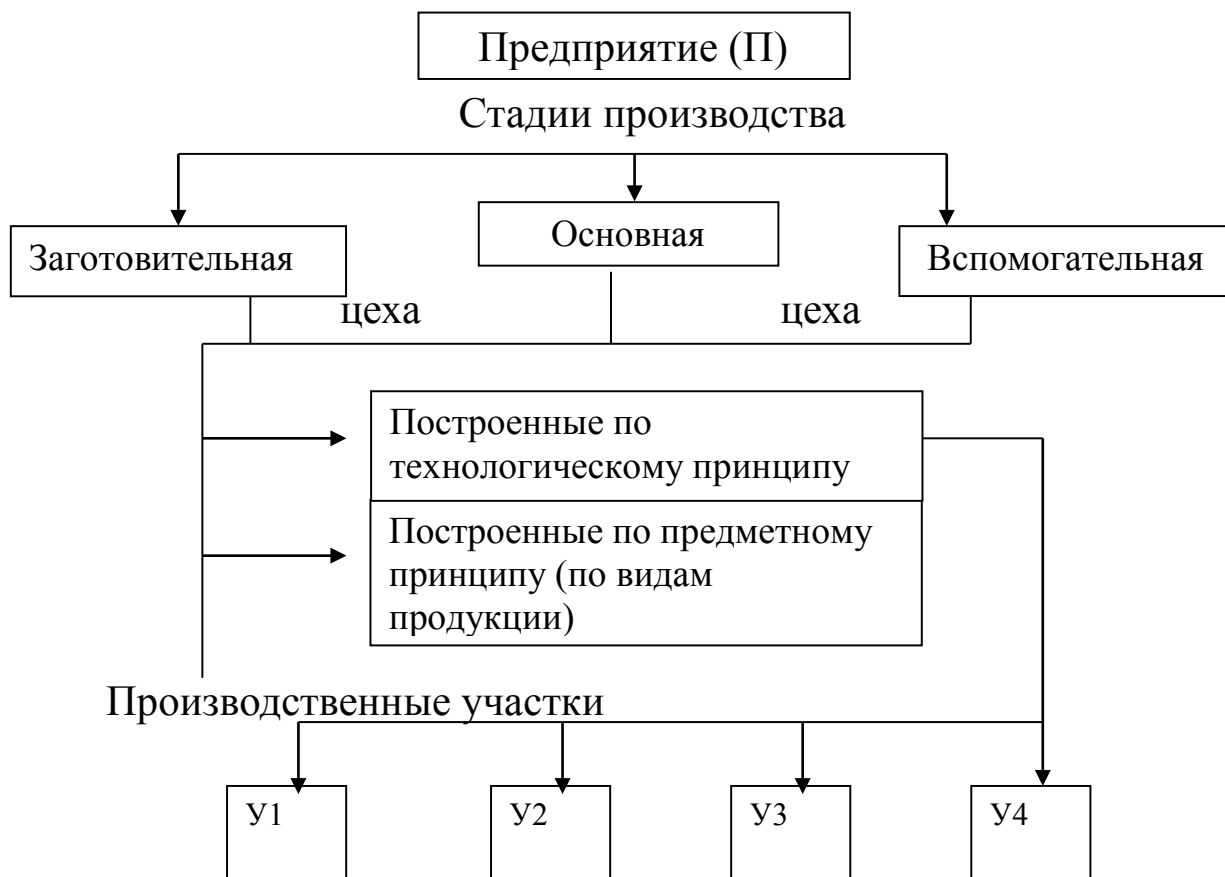 Предприятие (П)
Стадии производства
Заготовительная
Основная
Вспомогательная
цеха
цеха
Построенные по
технологическому принципу
Построенные по предметному
принципу (по видам
продукции)
Производственные участки
У1
У2
У3
У4